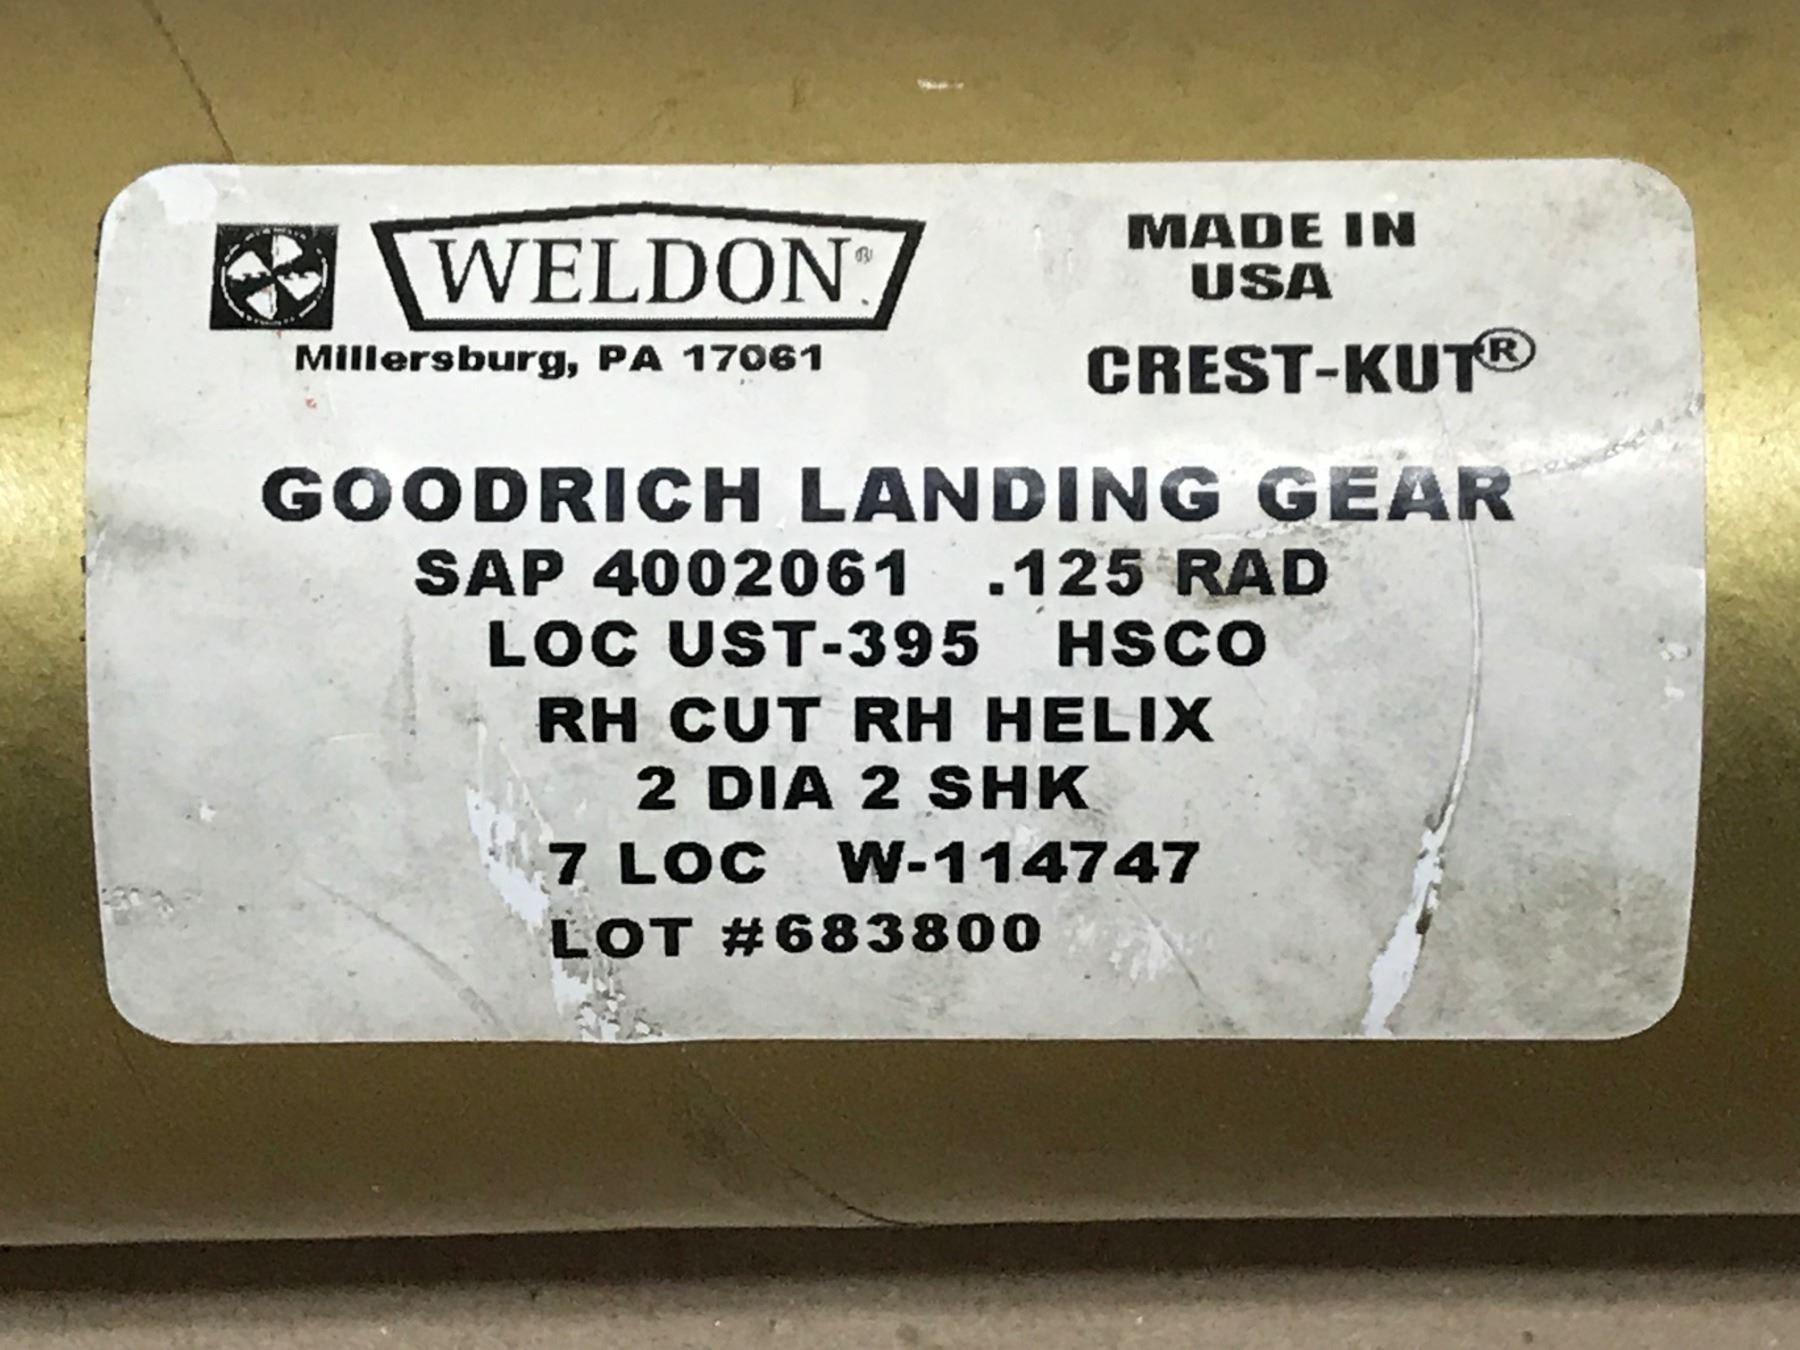 WELDON®
Millersburg, PA 17061
MADE IN
USA
CREST-KUT®
GOODRICH LANDING GEAR
SAP 4002061 .125 RAD
LOC UST-395 HSCO
RH CUT RH HELIX
2 DIA 2 SHK
7 LOC W-114747
LOT #683800